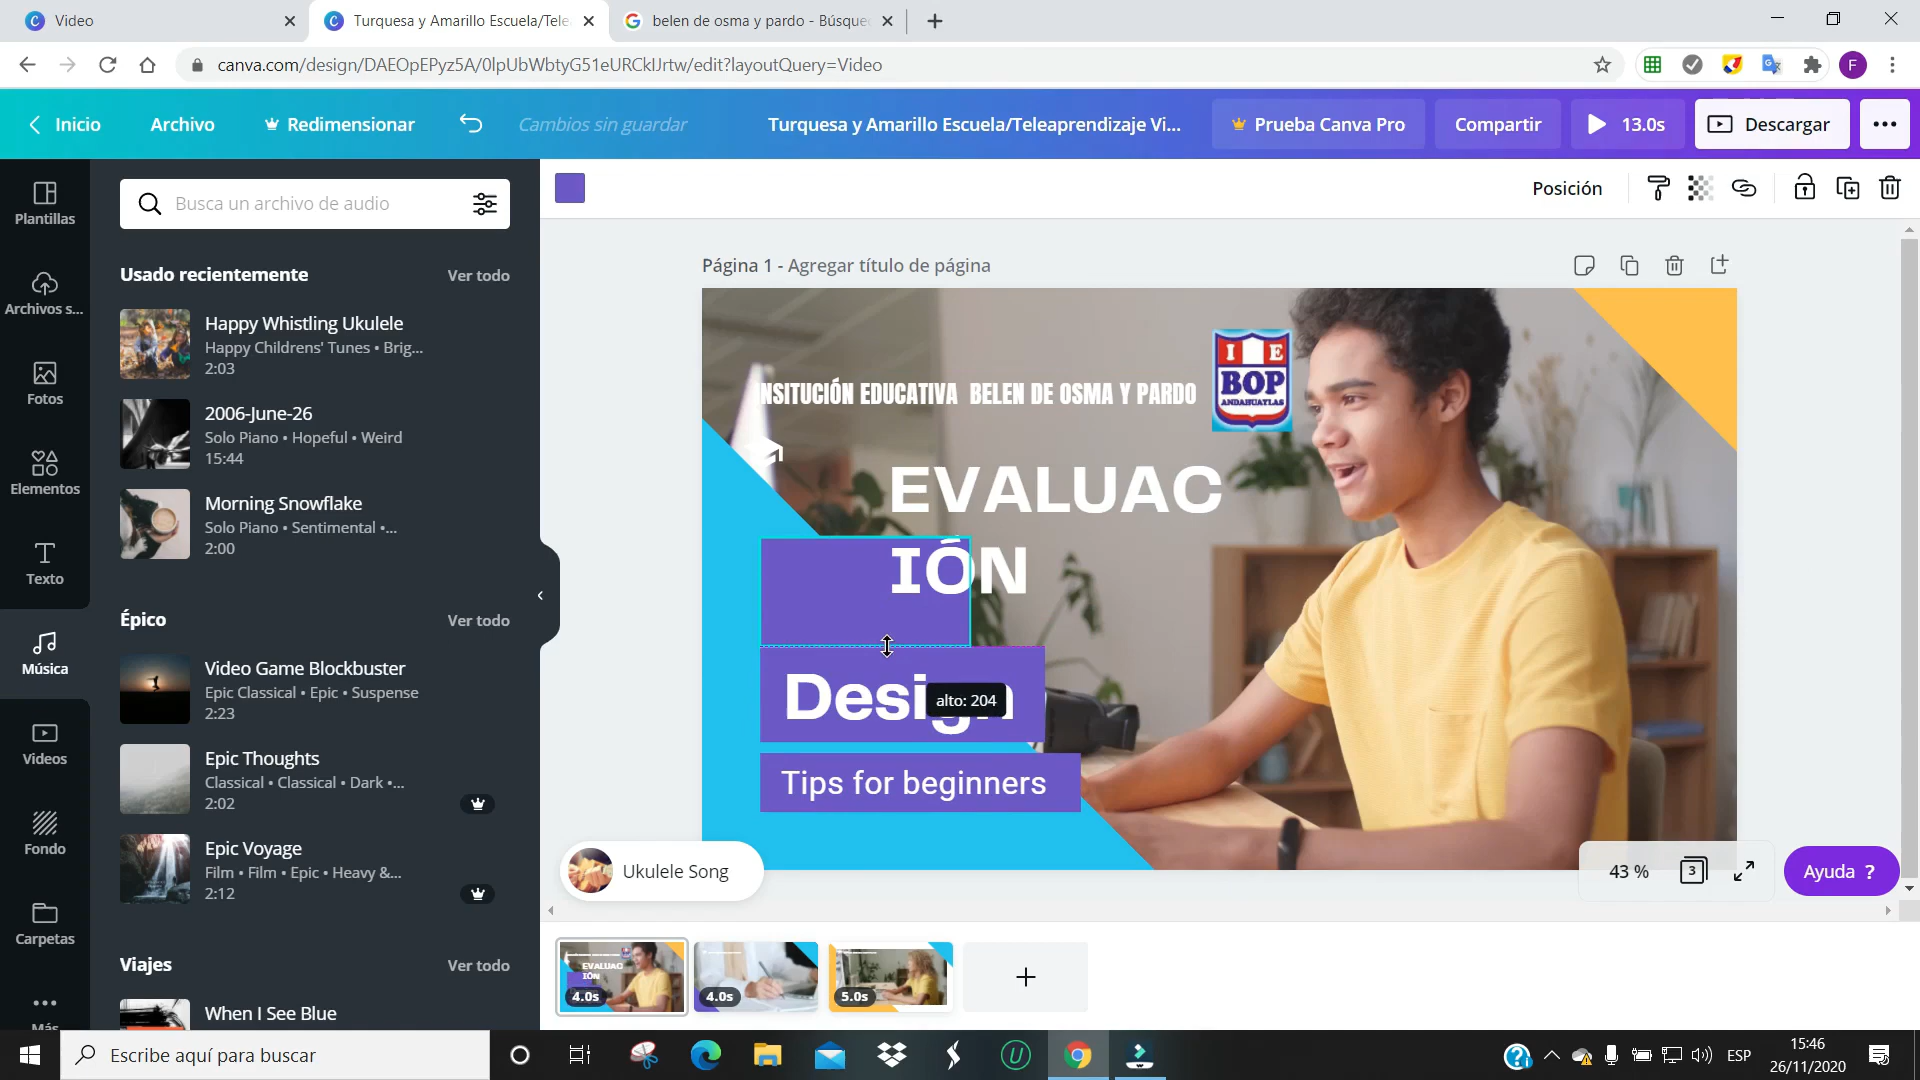 Video
Turquesa y Amarillo Escuela/Tele
belen de osma y pardo - Búsque
canva.com/design/DAEOpEPyz5A/0lpUbWbtyG51eURCkIJrtw/edit?layoutQuery=Video
F
Inicio
Archivo
Redimensionar
Cambios sin guardar
Turquesa y Amarillo Escuela/Teleaprendizaje Vi...
Prueba Canva Pro
Compartir
13.0s
Descargar
Plantillas
Archivos s...
Fotos
Elementos
Texto
Música
Videos
Fondo
Carpetas
Más
Busca un archivo de audio
Usado recientemente
Ver todo
Happy Whistling Ukulele
Happy Childrens' Tunes • Brig...
2:03
2006-June-26
Solo Piano • Hopeful • Weird
15:44
Morning Snowflake
Solo Piano • Sentimental •...
2:00
Épico
Ver todo
Video Game Blockbuster
Epic Classical • Epic • Suspense
2:23
Epic Thoughts
Classical • Classical • Dark •...
2:02
Epic Voyage
Film • Film • Epic • Heavy &...
2:12
Viajes
Ver todo
When I See Blue
Posición
Página 1 - Agregar título de página
INSITUCIÓN EDUCATIVA BELEN DE OSMA Y PARDO
I E
BOP
ANDAHUAYLAS
EVALUAC
IÓN
Design
alto: 204
Tips for beginners
Ukulele Song
43 %
3
Ayuda ?
EVALUAC
IÓN
4.0s
4.0s
5.0s
Escribe aquí para buscar
ESP
15:46
26/11/2020